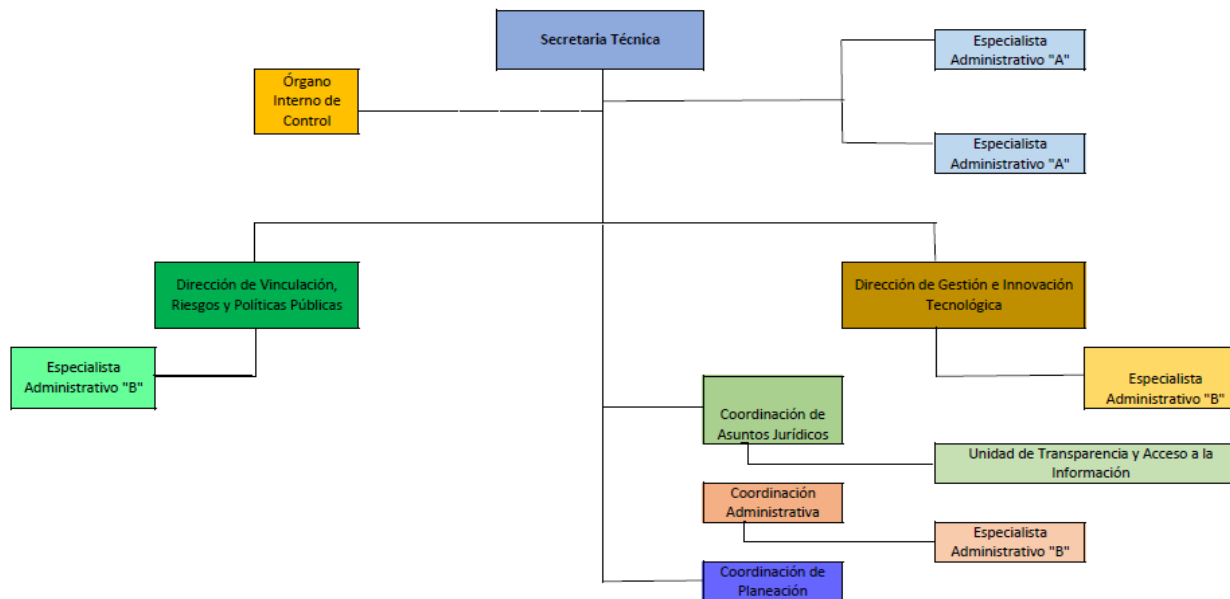 Secretaria Técnica
Especialista
Administrativo "A"
Órgano
Interno de
Control
Especialista
Administrativo "A"
Dirección de Vinculación,
Riesgos y Políticas Públicas
Dirección de Gestión e Innovación
Tecnológica
Especialista
Administrativo "B"
Especialista
Administrativo "B"
Coordinación de
Asuntos Jurídicos
Unidad de Transparencia y Acceso a la
Información
Coordinación
Administrativa
Especialista
Administrativo "B"
Coordinación de
Planeación